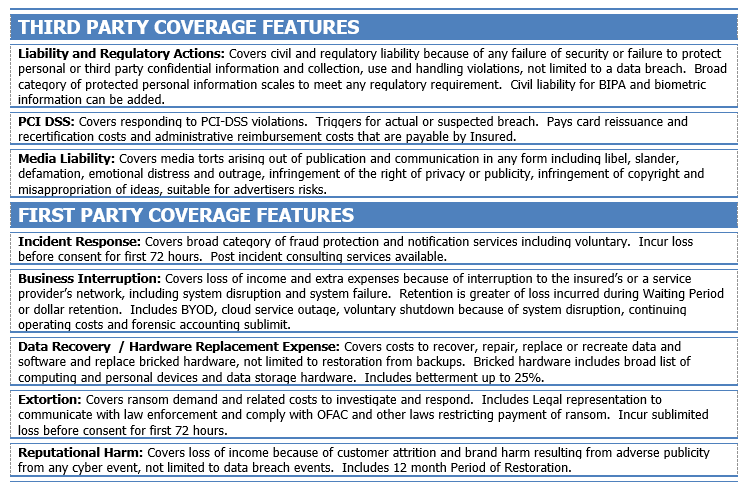 THIRD PARTY COVERAGE FEATURES
Liability and Regulatory Actions: Covers civil and regulatory liability because of any failure of security or failure to protect
personal or third party confidential information and collection, use and handling violations, not limited to a data breach.  Broad
category of protected personal information scales to meet any regulatory requirement.  Civil liability for BIPA and biometric
information can be added.
PCI DSS: Covers responding to PCI-DSS violations.  Triggers for actual or suspected breach.  Pays card reissuance and
recertification costs and administrative reimbursement costs that are payable by Insured.
Media Liability: Covers media torts arising out of publication and communication in any form including libel, slander,
defamation, emotional distress and outrage, infringement of the right of privacy or publicity, infringement of copyright and
misappropriation of ideas, suitable for advertisers risks.
FIRST PARTY COVERAGE FEATURES
Incident Response: Covers broad category of fraud protection and notification services including voluntary.  Incur loss
before consent for first 72 hours.  Post incident consulting services available.
Business Interruption: Covers loss of income and extra expenses because of interruption to the insured's or a service
provider's network, including system disruption and system failure.  Retention is greater of loss incurred during Waiting Period
or dollar retention.  Includes BYOD, cloud service outage, voluntary shutdown because of system disruption, continuing
operating costs and forensic accounting sublimit.
Data Recovery  / Hardware Replacement Expense: Covers costs to recover, repair, replace or recreate data and
software and replace bricked hardware, not limited to restoration from backups.  Bricked hardware includes broad list of
computing and personal devices and data storage hardware.  Includes betterment up to 25%.
Extortion: Covers ransom demand and related costs to investigate and respond.  Includes Legal representation to
communicate with law enforcement and comply with OFAC and other laws restricting payment of ransom.  Incur sublimited
loss before consent for first 72 hours.
Reputational Harm: Covers loss of income because of customer attrition and brand harm resulting from adverse publicity
from any cyber event, not limited to data breach events.  Includes 12 month Period of Restoration.